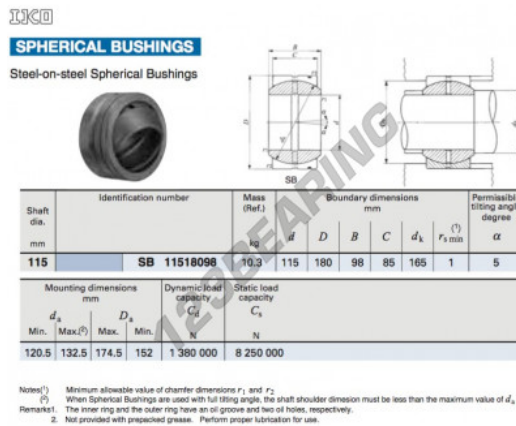 IKO
SPHERICAL BUSHINGS
Steel-on-steel Spherical Bushings
B
C
D
d
SB
123BEARING
Shaft dia. mm
Identification number
Mass (Ref.) kg
Boundary dimensions mm
Permissible tilting angle degree
d D B C dk rs min(1) α
115 SB 11518098 10.3 115 180 98 85 165 1 5
Mounting dimensions mm
Dynamic load capacity Cd N
Static load capacity Cs N
da Da
Min. Max.(2) Max. Min.
120.5 132.5 174.5 152 1 380 000 8 250 000
Notes(1) Minimum allowable value of chamfer dimensions r1 and r2
(2) When Spherical Bushings are used with full tilting angle, the shaft shoulder dimesion must be less than the maximum value of da
Remarks1. The inner ring and the outer ring have an oil groove and two oil holes, respectively.
2. Not provided with prepacked grease. Perform proper lubrication for use.